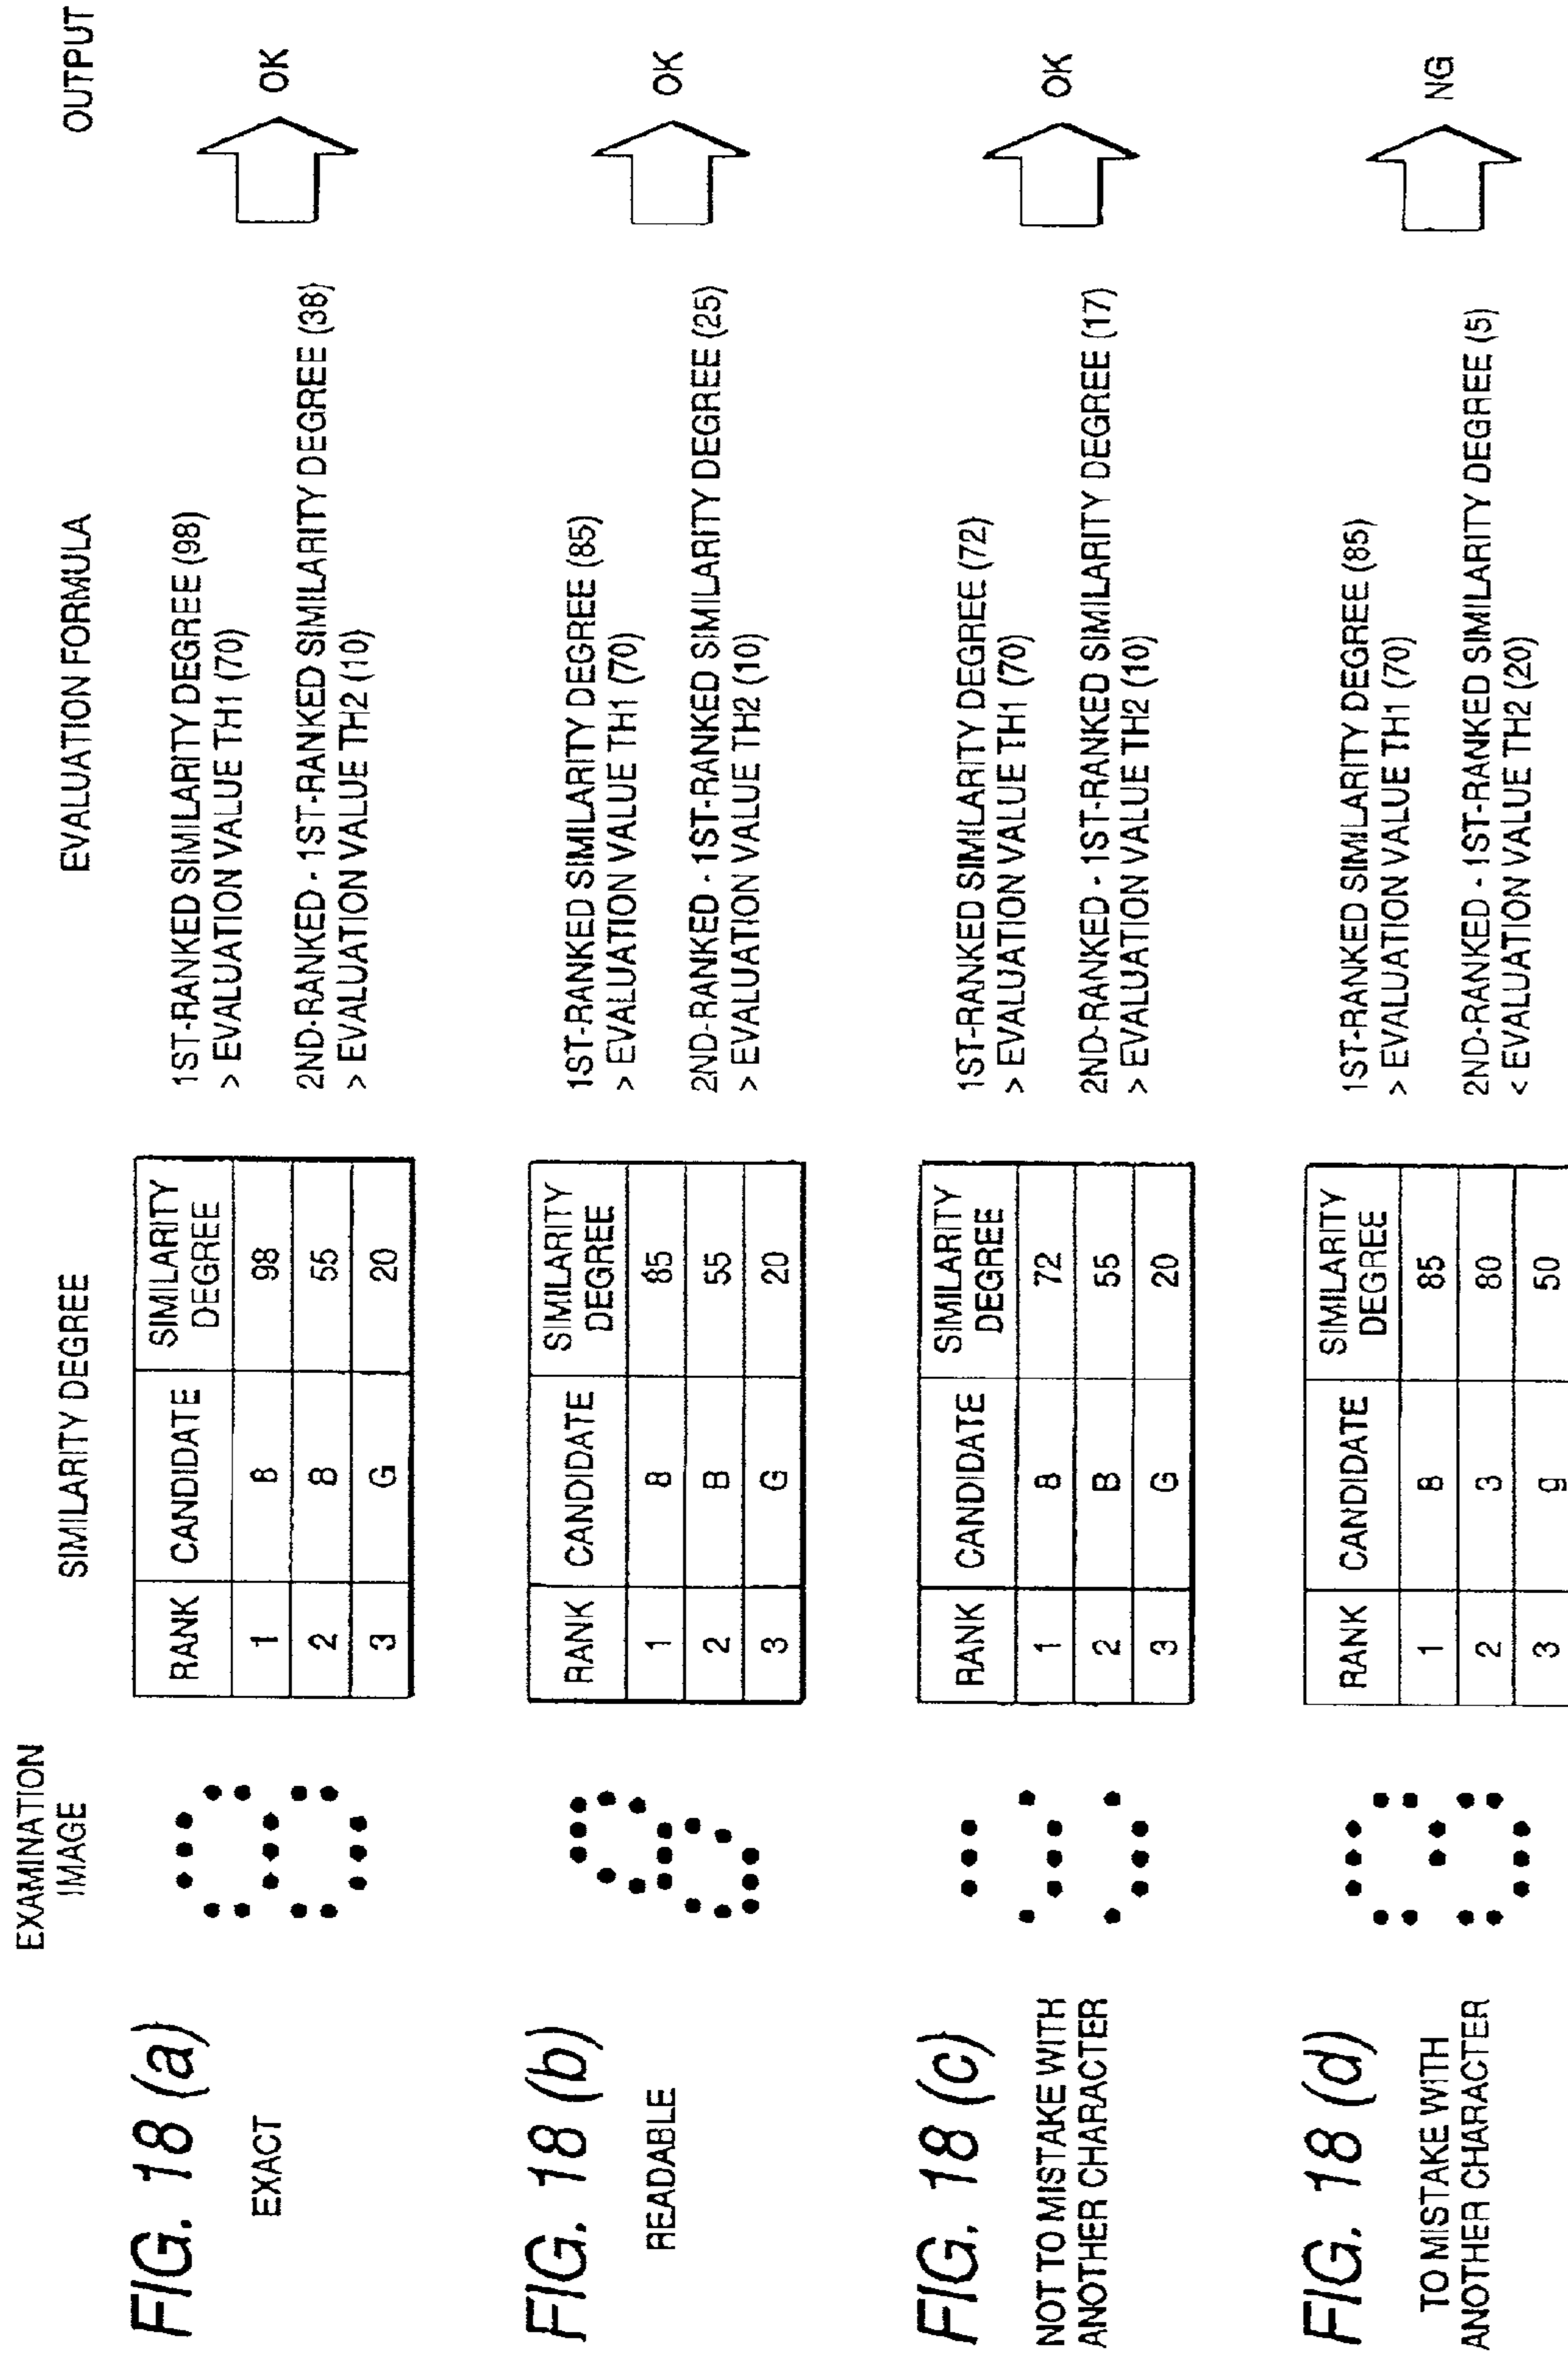 EXAMINATION
IMAGE
SIMILARITY DEGREE
EVALUATION FORMULA
OUTPUT
FIG. 18 (a)
EXACT
RANK CANDIDATE SIMILARITY
DEGREE
1 8 98
2 8 55
3 G 20
1ST-RANKED SIMILARITY DEGREE (98)
> EVALUATION VALUE TH1 (70)
2ND-RANKED - 1ST-RANKED SIMILARITY DEGREE (38)
> EVALUATION VALUE TH2 (10)
OK
FIG. 18 (b)
READABLE
RANK CANDIDATE SIMILARITY
DEGREE
1 8 85
2 B 55
3 G 20
1ST-RANKED SIMILARITY DEGREE (85)
> EVALUATION VALUE TH1 (70)
2ND-RANKED - 1ST-RANKED SIMILARITY DEGREE (25)
> EVALUATION VALUE TH2 (10)
OK
FIG. 18 (c)
NOT TO MISTAKE WITH
ANOTHER CHARACTER
RANK CANDIDATE SIMILARITY
DEGREE
1 8 72
2 B 55
3 G 20
1ST-RANKED SIMILARITY DEGREE (72)
> EVALUATION VALUE TH1 (70)
2ND-RANKED - 1ST-RANKED SIMILARITY DEGREE (17)
> EVALUATION VALUE TH2 (10)
OK
FIG. 18 (d)
TO MISTAKE WITH
ANOTHER CHARACTER
RANK CANDIDATE SIMILARITY
DEGREE
1 8 85
2 3 80
3 9 50
1ST-RANKED SIMILARITY DEGREE (85)
> EVALUATION VALUE TH1 (70)
2ND-RANKED - 1ST-RANKED SIMILARITY DEGREE (5)
< EVALUATION VALUE TH2 (20)
NG